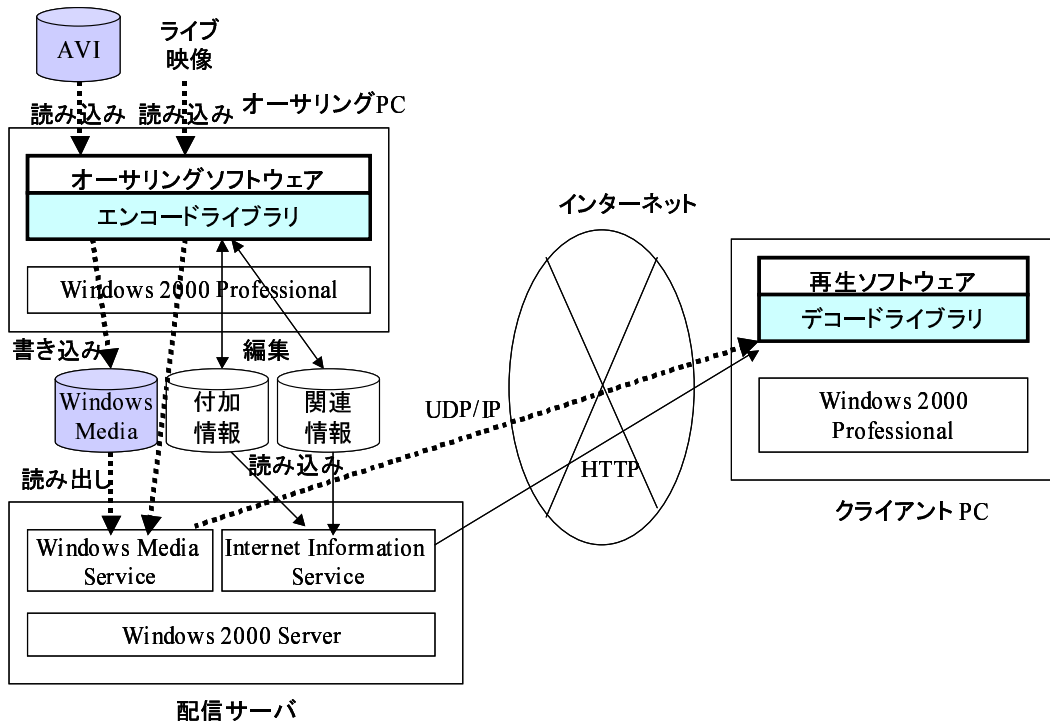 AVI
ライブ
映像
読み込み
読み込み
オーサリングPC
オーサリングソフトウェア
エンコードライブラリ
Windows 2000 Professional
書き込み
編集
Windows
Media
付加
情報
関連
情報
読み出し
読み込み
Windows Media
Service
Internet Information
Service
Windows 2000 Server
配信サーバ
インターネット
UDP/IP
HTTP
再生ソフトウェア
デコードライブラリ
Windows 2000
Professional
クライアント PC